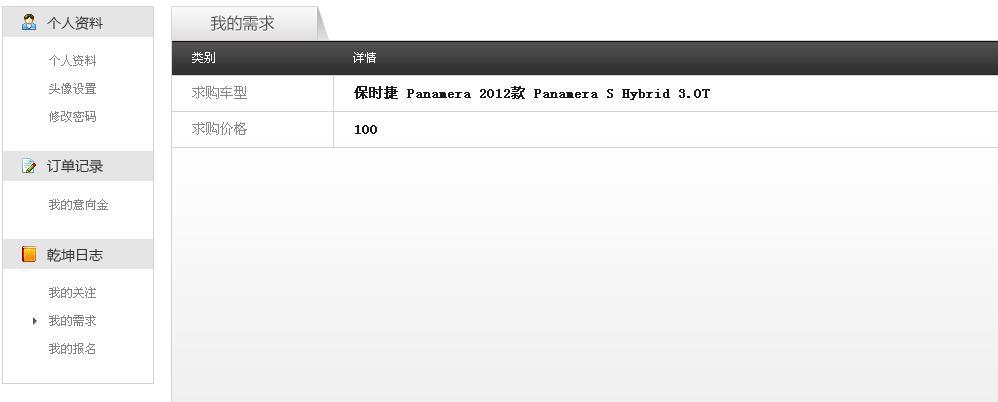 个人资料
个人资料
头像设置
修改密码
订单记录
我的意向金
乾坤日志
我的关注
我的需求
我的报名
我的需求
类别 详情
求购车型 保时捷 Panamera 2012款 Panamera S Hybrid 3.0T
求购价格 100